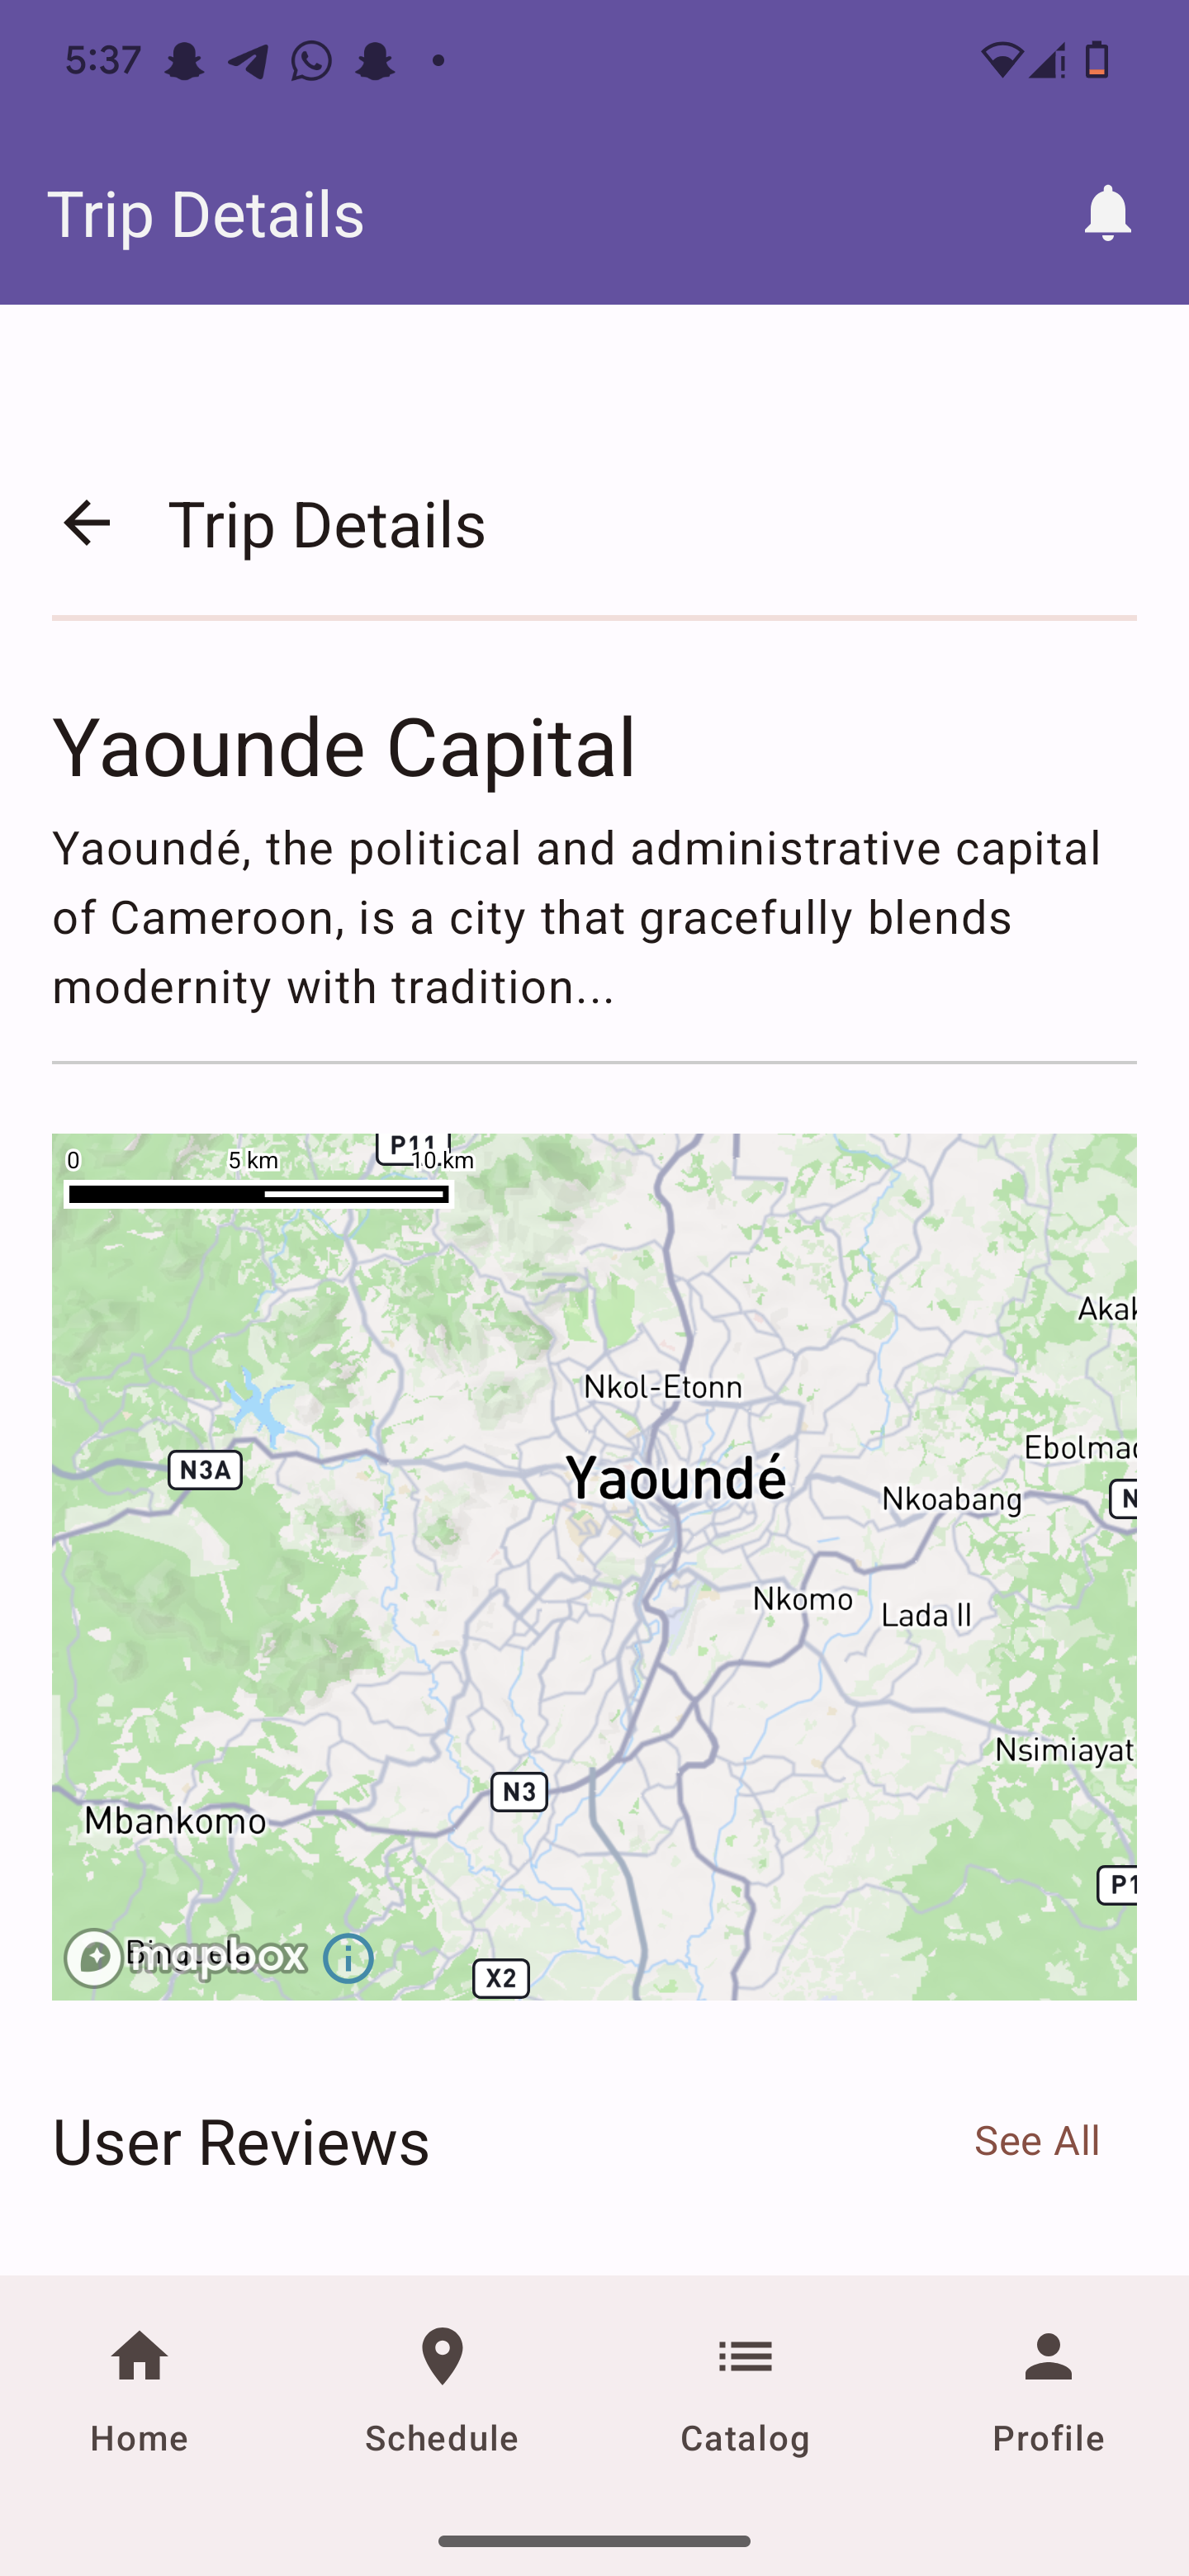 5:37
Trip Details
Trip Details
Yaounde Capital
Yaoundé, the political and administrative capital
of Cameroon, is a city that gracefully blends
modernity with tradition...
P11
0 5 km 10 km
Akak
Nkol-Etonn
Ebolmad
N3A
Yaoundé
Nkoabang
N
Nkomo
Lada II
Nsimiayat
N3
Mbankomo
P1
Binguela
mapbox
X2
User Reviews
See All
Home Schedule Catalog Profile